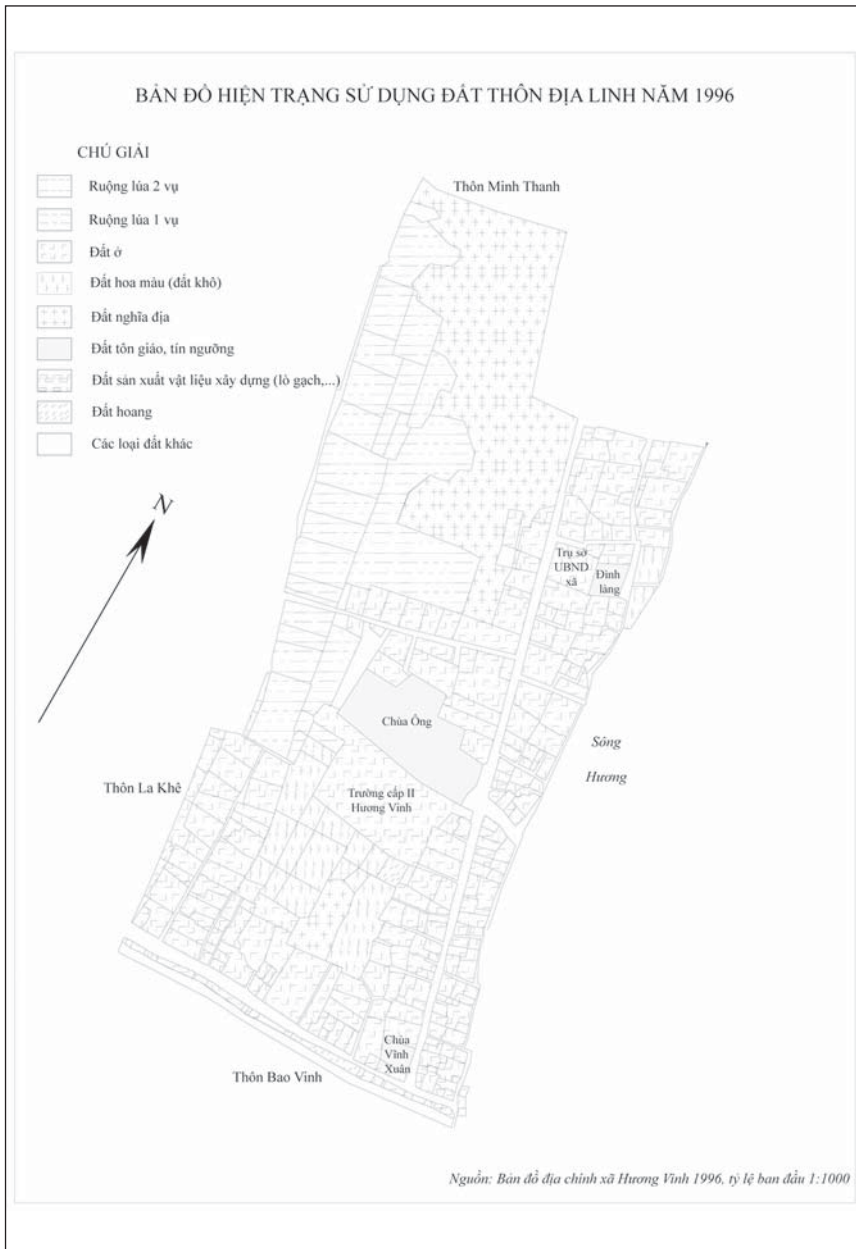 BẢN ĐỒ HIỆN TRẠNG SỬ DỤNG ĐẤT THÔN ĐỊA LINH NĂM 1996
CHÚ GIẢI
Ruộng lúa 2 vụ
Ruộng lúa 1 vụ
Đất ở
Đất hoa màu (đất khô)
Đất nghĩa địa
Đất tôn giáo, tín ngưỡng
Đất sản xuất vật liệu xây dựng (lò gạch,...)
Đất hoang
Các loại đất khác
N
Thôn Minh Thanh
Trụ sở
UBND
xã
Đình
làng
Chùa Ông
Sông
Hương
Thôn La Khê
Trường cấp II
Hương Vinh
Chùa
Vĩnh
Xuân
Thôn Bao Vinh
Nguồn: Bản đồ địa chính xã Hương Vinh 1996, tỷ lệ ban đầu 1:1000